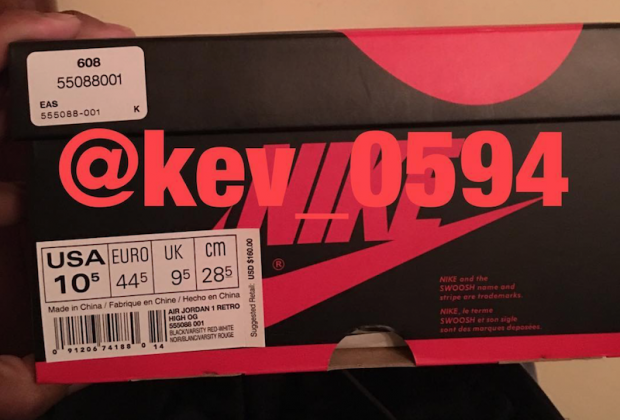 608
55088001
EAS
555088-001 K
@kev_0594
NIKE
®
USA 10⁵
EURO 44⁵
UK 9⁵
cm 28⁵
Suggested Retail: USD $160.00
Made in China / Fabrique en Chine / Hecho en China
AIR JORDAN 1 RETRO
HIGH OG
555088 001
BLACK/VARSITY RED-WHITE
NOIR/BLANC/VARSITY ROUGE
0 91206 74188 0 14
NIKE and the
SWOOSH name and
stripe are trademarks.
NIKE, le terme
SWOOSH et son sigle
sont des marques deposees.